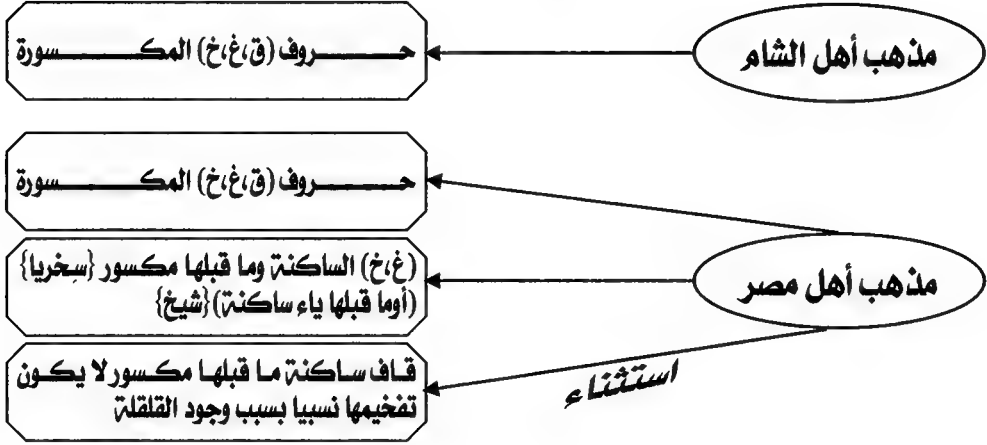 مذهب أهل الشام
حروف (ق،غ،خ) المكسورة
مذهب أهل مصر
حروف (ق،غ،خ) المكسورة
(غ،خ) الساكنة وما قبلها مكسور {سِخريا}
(أوما قبلها ياء ساكنة){شيخ}
استثناء
قاف ساكنة ما قبلها مكسور لا يكون
تفخيمها نسبيا بسبب وجود القلقلة